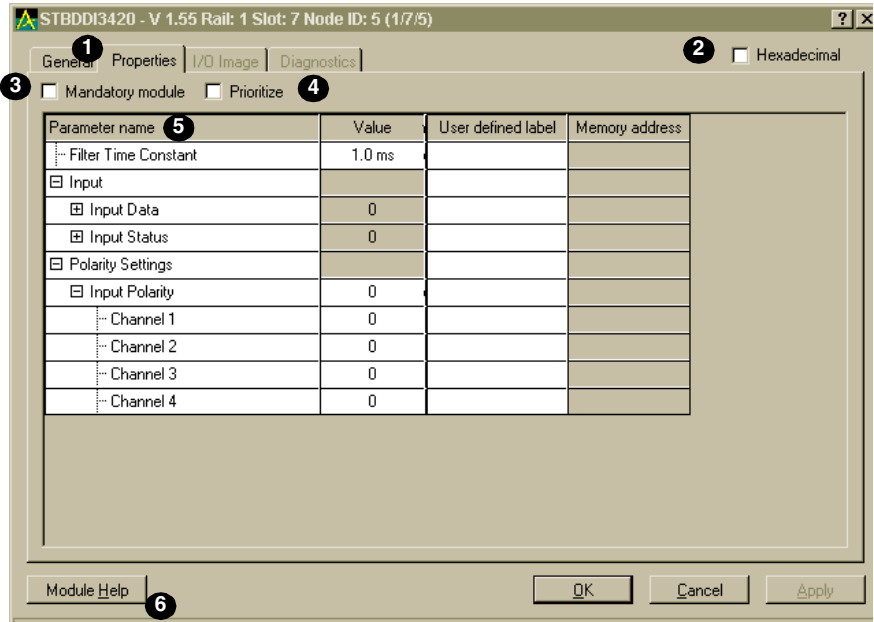 STBDDI3420 - V 1.55 Rail: 1 Slot: 7 Node ID: 5 (1/7/5) ? X
1 2
General Properties I/O Image Diagnostics Hexadecimal
3 Mandatory module Prioritize 4
Parameter name 5 Value User defined label Memory address
Filter Time Constant 1.0 ms
Input
Input Data 0
Input Status 0
Polarity Settings
Input Polarity 0
Channel 1 0
Channel 2 0
Channel 3 0
Channel 4 0
Module Help OK Cancel Apply
6